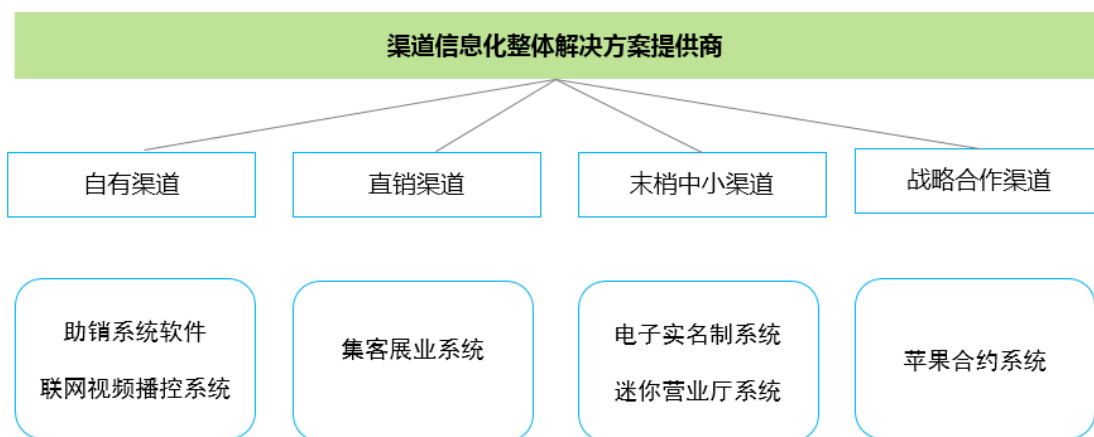 渠道信息化整体解决方案提供商
自有渠道
直销渠道
末梢中小渠道
战略合作渠道
助销系统软件
联网视频播控系统
集客展业系统
电子实名制系统
迷你营业厅系统
苹果合约系统